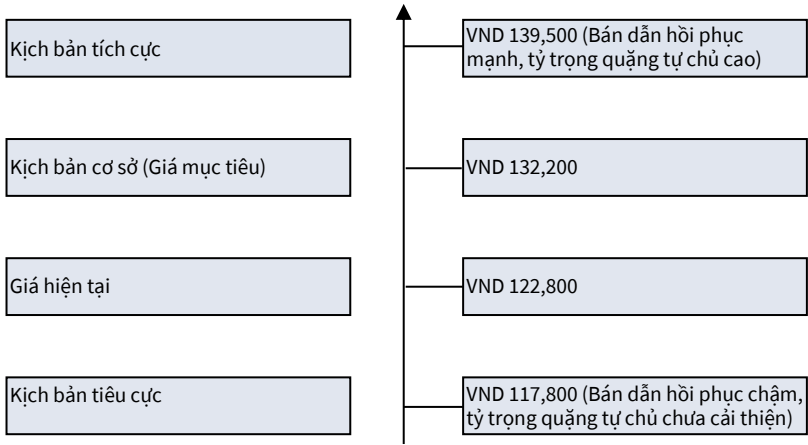 Kịch bản tích cực
VND 139,500 (Bán dẫn hồi phục
mạnh, tỷ trọng quặng tự chủ cao)
Kịch bản cơ sở (Giá mục tiêu)
VND 132,200
Giá hiện tại
VND 122,800
Kịch bản tiêu cực
VND 117,800 (Bán dẫn hồi phục chậm,
tỷ trọng quặng tự chủ chưa cải thiện)